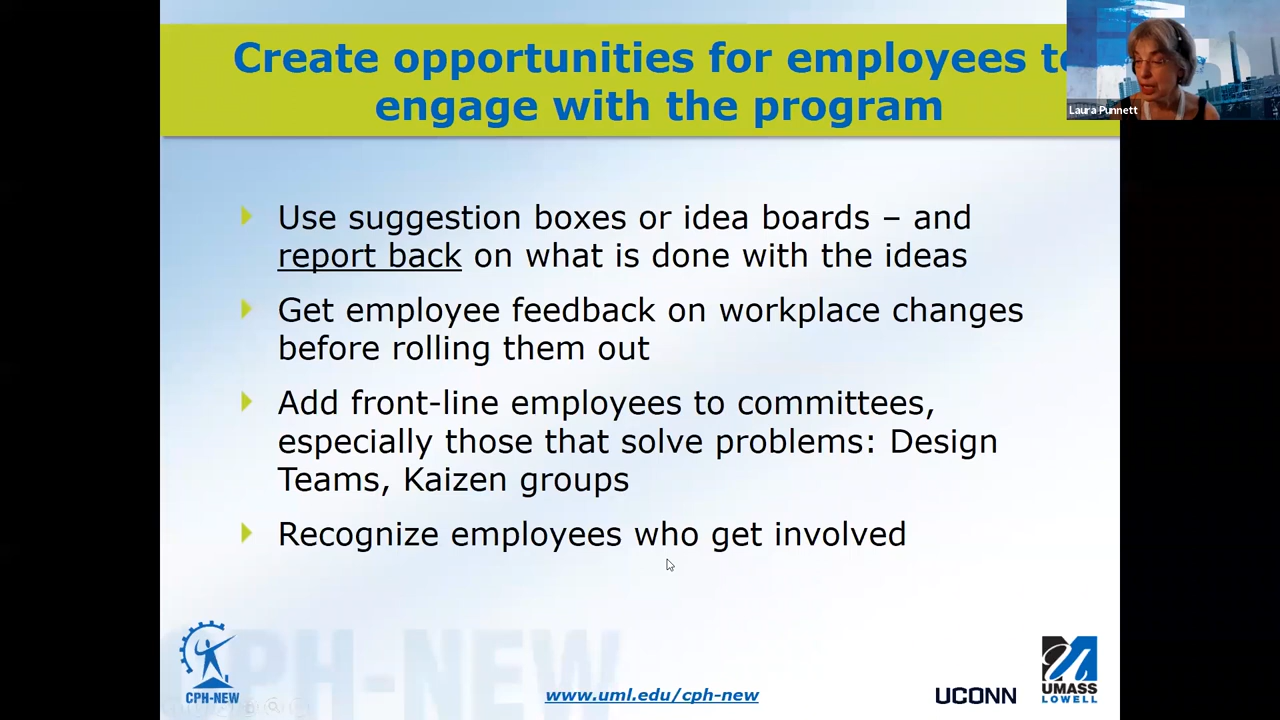 Create opportunities for employees to
engage with the program
Laura Punnett
Use suggestion boxes or idea boards – and
report back on what is done with the ideas
Get employee feedback on workplace changes
before rolling them out
Add front-line employees to committees,
especially those that solve problems: Design
Teams, Kaizen groups
Recognize employees who get involved
CPH-NEW
CPH-NEW
www.uml.edu/cph-new
UCONN
UMASS
LOWELL